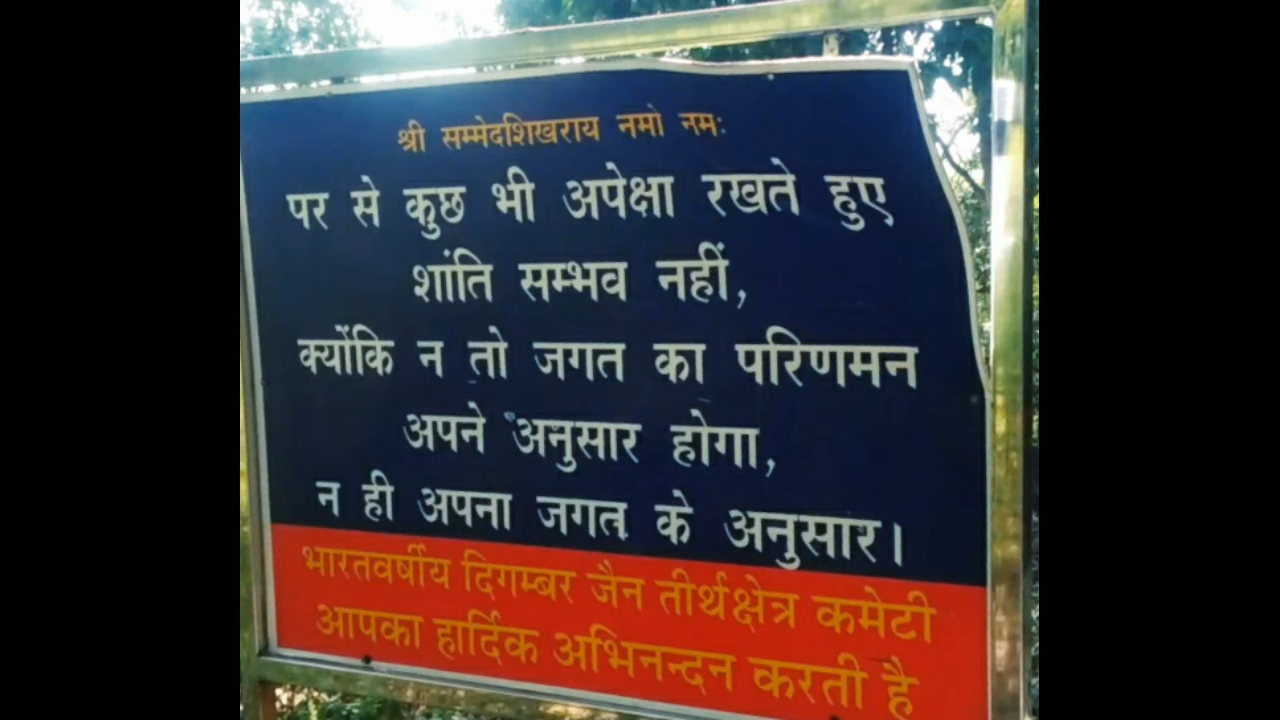 श्री सम्मेदशिखराय नमो नमः
पर से कुछ भी अपेक्षा रखते हुए
शांति सम्भव नहीं,
क्योंकि न तो जगत का परिणमन
अपने अनुसार होगा,
न ही अपना जगत के अनुसार।
भारतवर्षीय दिगम्बर जैन तीर्थक्षेत्र कमेटी
आपका हार्दिक अभिनन्दन करती है